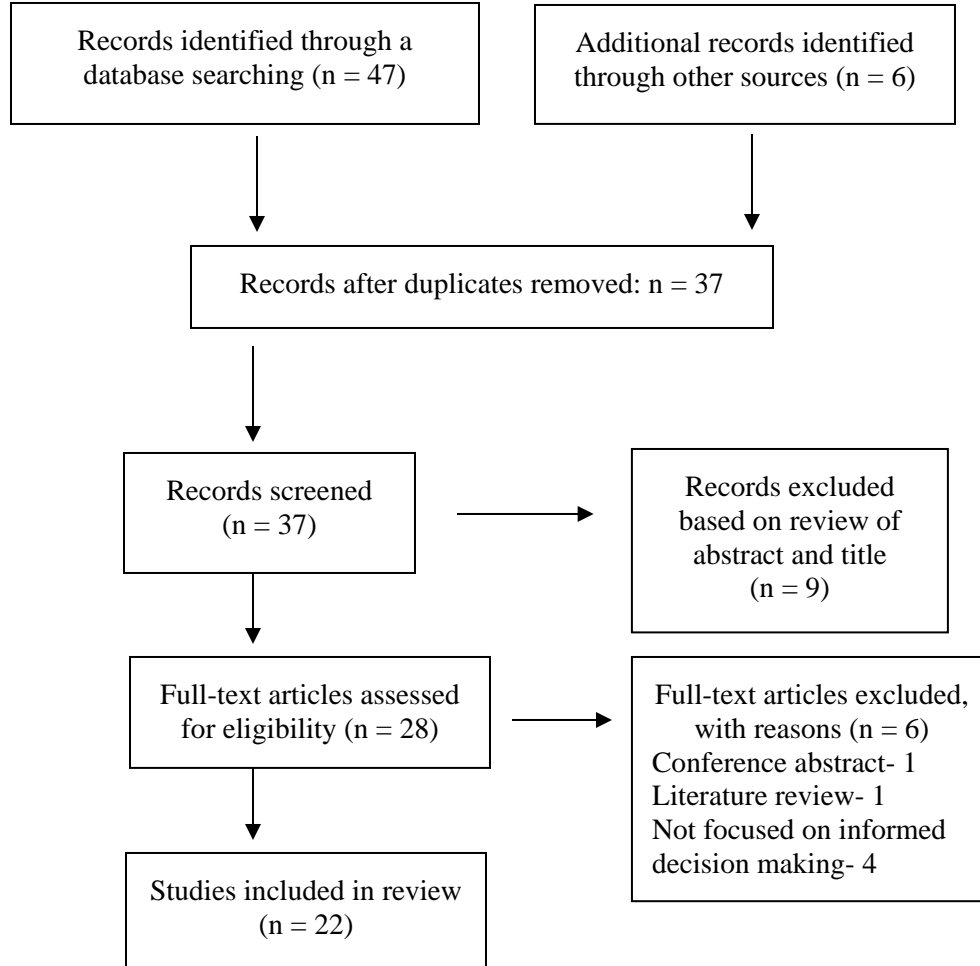 Records identified through a
database searching (n = 47)
Additional records identified
through other sources (n = 6)
Records after duplicates removed: n = 37
Records screened
(n = 37)
Records excluded
based on review of
abstract and title
(n = 9)
Full-text articles assessed
for eligibility (n = 28)
Full-text articles excluded,
with reasons (n = 6)
Conference abstract- 1
Literature review- 1
Not focused on informed
decision making- 4
Studies included in review
(n = 22)